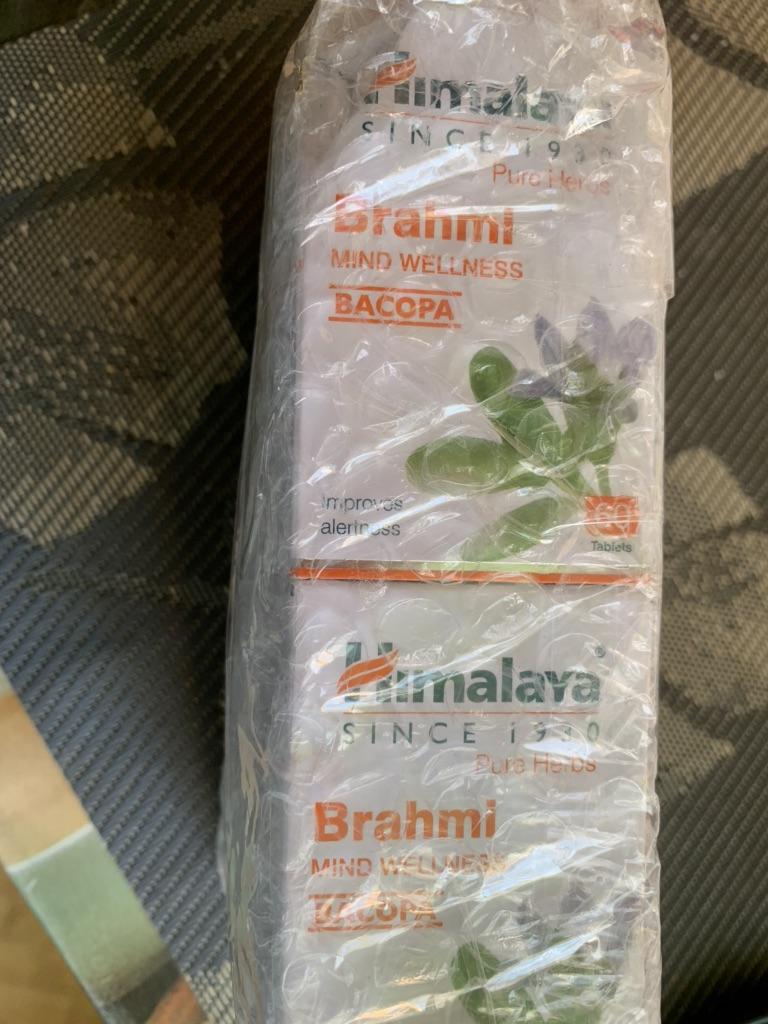 Himalaya
SINCE 1930
Pure Herbs
Brahmi
MIND WELLNESS
BACOPA
Improves
alertness
60
Tablets
Himalaya®
SINCE 1930
Pure Herbs
Brahmi
MIND WELLNESS
BACOPA